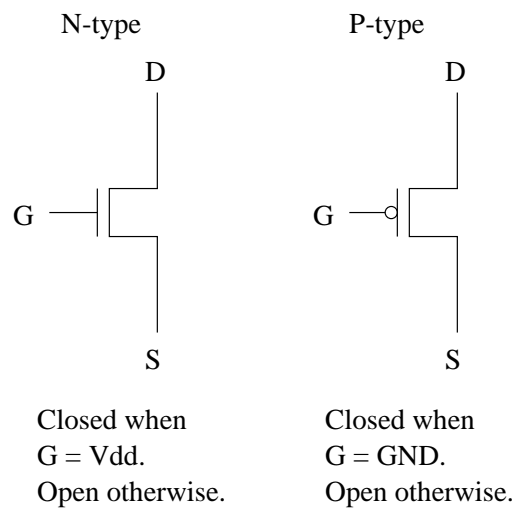 N-type
P-type
D
D
G
G
S
S
Closed when
G = Vdd.
Open otherwise.
Closed when
G = GND.
Open otherwise.